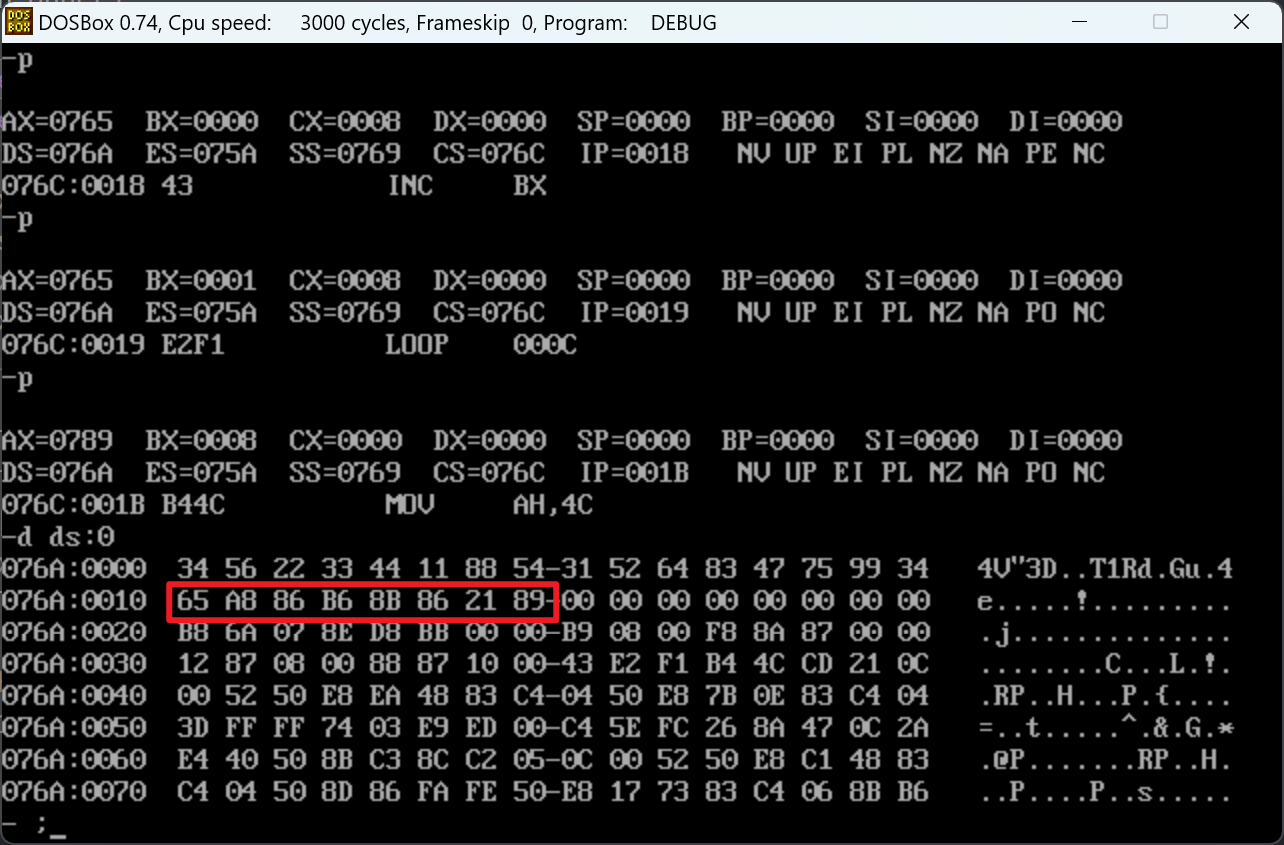 DOSBox 0.74, Cpu speed: 3000 cycles, Frameskip 0, Program: DEBUG
-p
AX=0765 BX=0000 CX=0008 DX=0000 SP=0000 BP=0000 SI=0000 DI=0000
DS=076A ES=075A SS=0769 CS=076C IP=0018 NV UP EI PL NZ NA PE NC
076C:0018 43 INC BX
-p
AX=0765 BX=0001 CX=0008 DX=0000 SP=0000 BP=0000 SI=0000 DI=0000
DS=076A ES=075A SS=0769 CS=076C IP=0019 NV UP EI PL NZ NA PO NC
076C:0019 E2F1 LOOP 000C
-p
AX=0789 BX=0008 CX=0000 DX=0000 SP=0000 BP=0000 SI=0000 DI=0000
DS=076A ES=075A SS=0769 CS=076C IP=001B NV UP EI PL NZ NA PO NC
076C:001B B44C MOV AH,4C
-d ds:0
076A:0000 34 56 22 33 44 11 88 54-31 52 64 83 47 75 99 34 4V"3D..T1Rd.Gu.4
076A:0010 65 A8 86 B6 8B 86 21 89-00 00 00 00 00 00 00 00 e.....!.........
076A:0020 B8 6A 07 8E D8 BB 00 00-B9 08 00 F8 8A 87 00 00 .j..............
076A:0030 12 87 08 00 88 87 10 00-43 E2 F1 B4 4C CD 21 0C ........C...L.!.
076A:0040 00 52 50 E8 EA 48 83 C4-04 50 E8 7B 0E 83 C4 04 .RP..H...P.{....
076A:0050 3D FF FF 74 03 E9 ED 00-C4 5E FC 26 8A 47 0C 2A =..t.....^.&.G.*
076A:0060 E4 40 50 8B C3 8C C2 05-0C 00 52 50 E8 C1 48 83 .@P.......RP..H.
076A:0070 C4 04 50 8D 86 FA FE 50-E8 17 73 83 C4 06 8B B6 ..P....P..s.....
- ;_